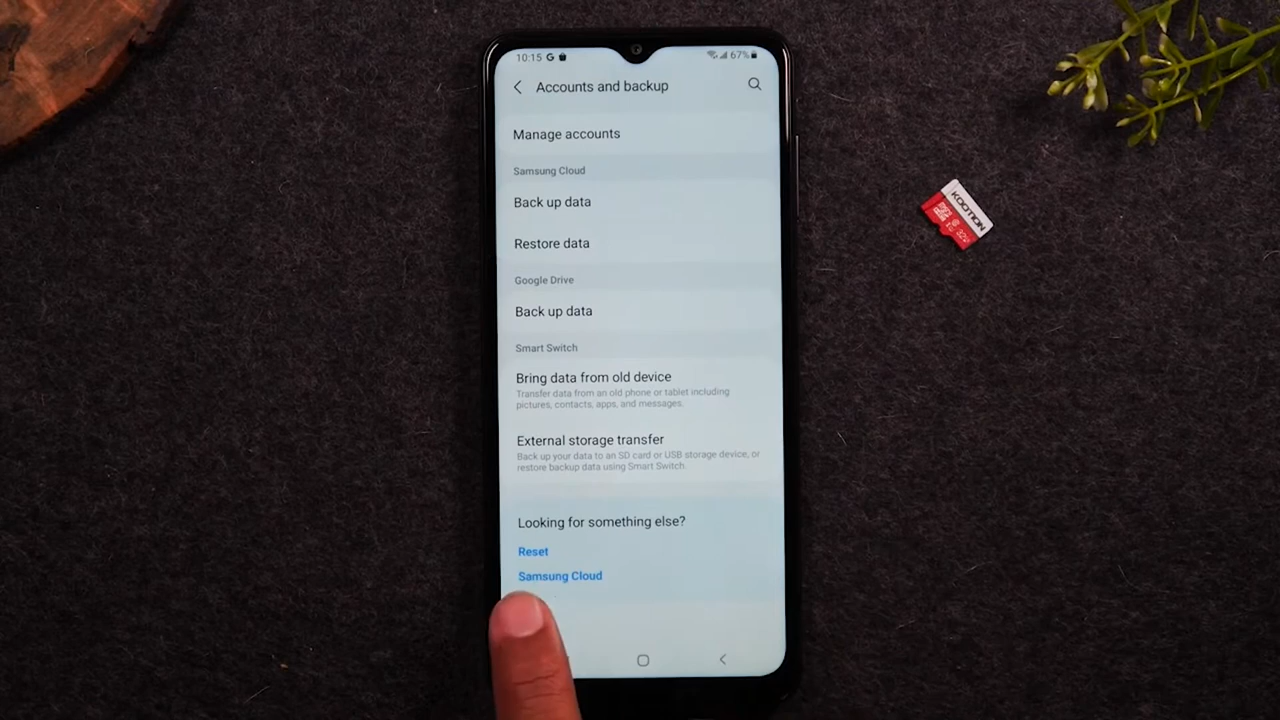 10:15 G
67%
Accounts and backup
Manage accounts
Samsung Cloud
Back up data
Restore data
Google Drive
Back up data
Smart Switch
Bring data from old device
Transfer data from an old phone or tablet including
pictures, contacts, apps, and messages.
External storage transfer
Back up your data to an SD card or USB storage device, or
restore backup data using Smart Switch.
Looking for something else?
Reset
Samsung Cloud
KOOTION